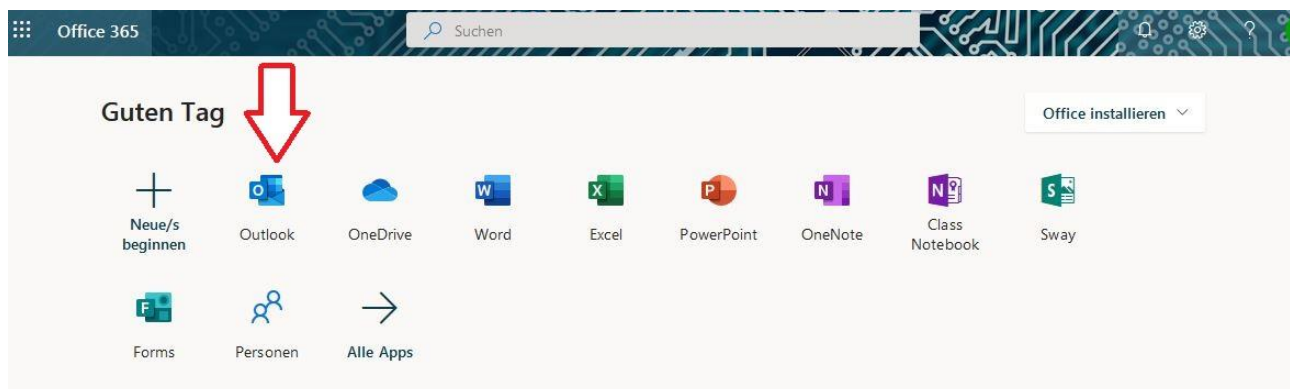 Office 365
Suchen
?
Guten Tag
Office installieren
Neue/s
beginnen
Outlook
OneDrive
Word
Excel
PowerPoint
OneNote
Class
Notebook
Sway
Forms
Personen
Alle Apps